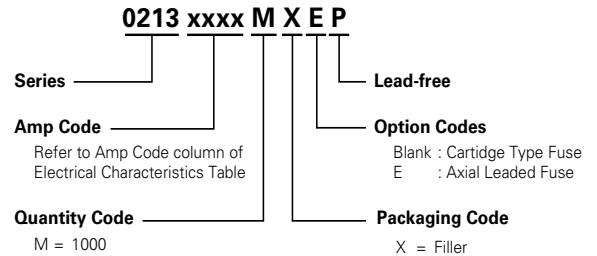 0213 xxxx M X E P
Series
Lead-free
Amp Code
Refer to Amp Code column of
Electrical Characteristics Table
Option Codes
Blank : Cartidge Type Fuse
E : Axial Leaded Fuse
Quantity Code
M = 1000
Packaging Code
X = Filler